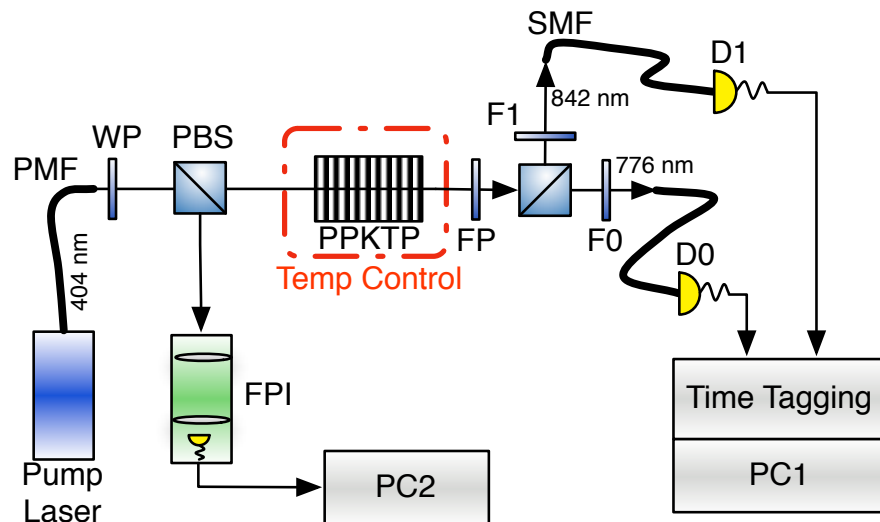 SMF
D1
842 nm
F1
WP
PBS
PMF
776 nm
PPKTP
FP
F0
Temp Control
D0
404 nm
FPI
Time Tagging
PC1
Pump
Laser
PC2